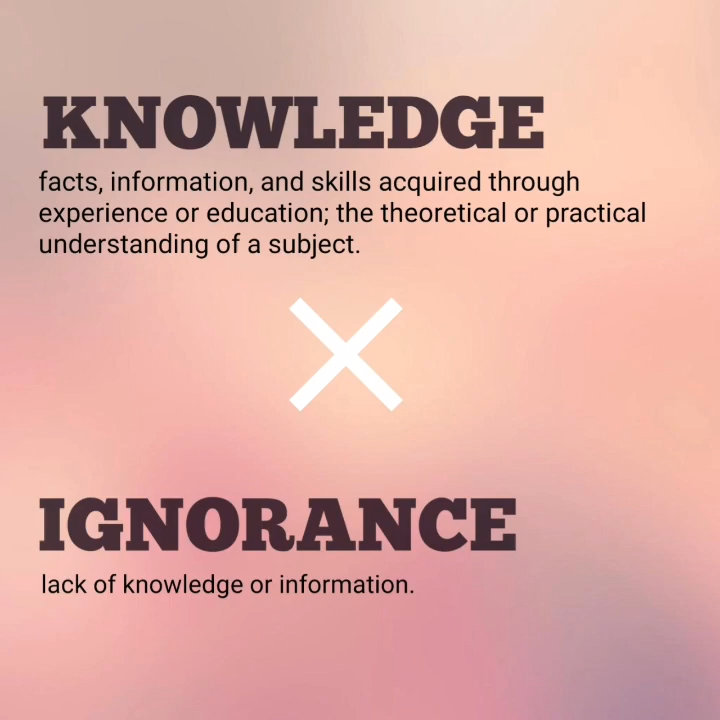 KNOWLEDGE
facts, information, and skills acquired through
experience or education; the theoretical or practical
understanding of a subject.
IGNORANCE
lack of knowledge or information.